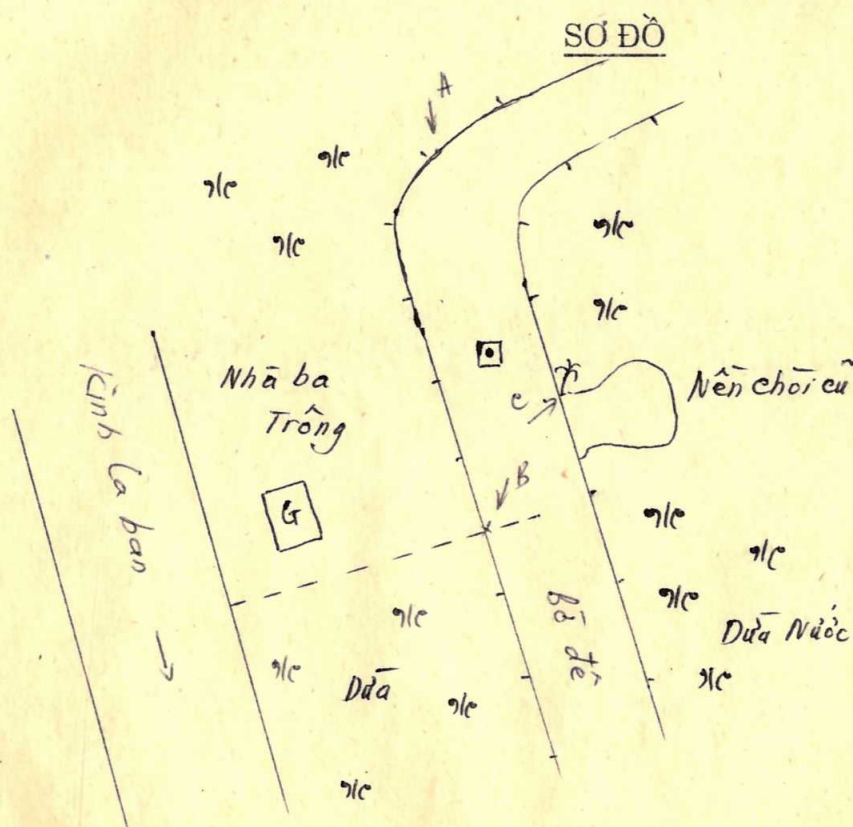 SƠ ĐỒ
A
Nhà ba
Trông
Kinh la ban
C
Nền chòi cũ
B
G
bờ đê
Dừa Nước
Dừa